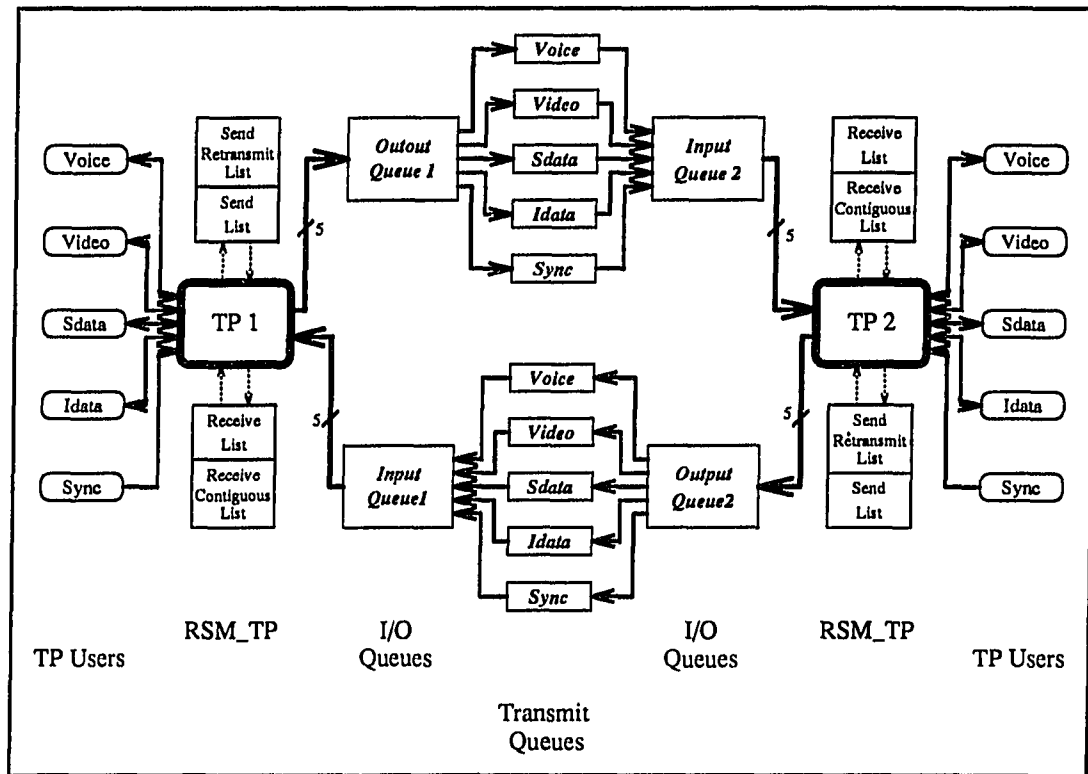 Voice
Video
Sdata
Idata
Sync
Send
Retransmit
List
Send
List
TP 1
Receive
List
Receive
Contiguous
List
5
Outout
Queue 1
Voice
Video
Sdata
Idata
Sync
Input
Queue 2
5
5
Input
Queue1
Voice
Video
Sdata
Idata
Sync
Output
Queue2
5
Receive
List
Receive
Contiguous
List
TP 2
Send
Retransmit
List
Send
List
Voice
Video
Sdata
Idata
Sync
TP Users
RSM_TP
I/O
Queues
Transmit
Queues
I/O
Queues
RSM_TP
TP Users